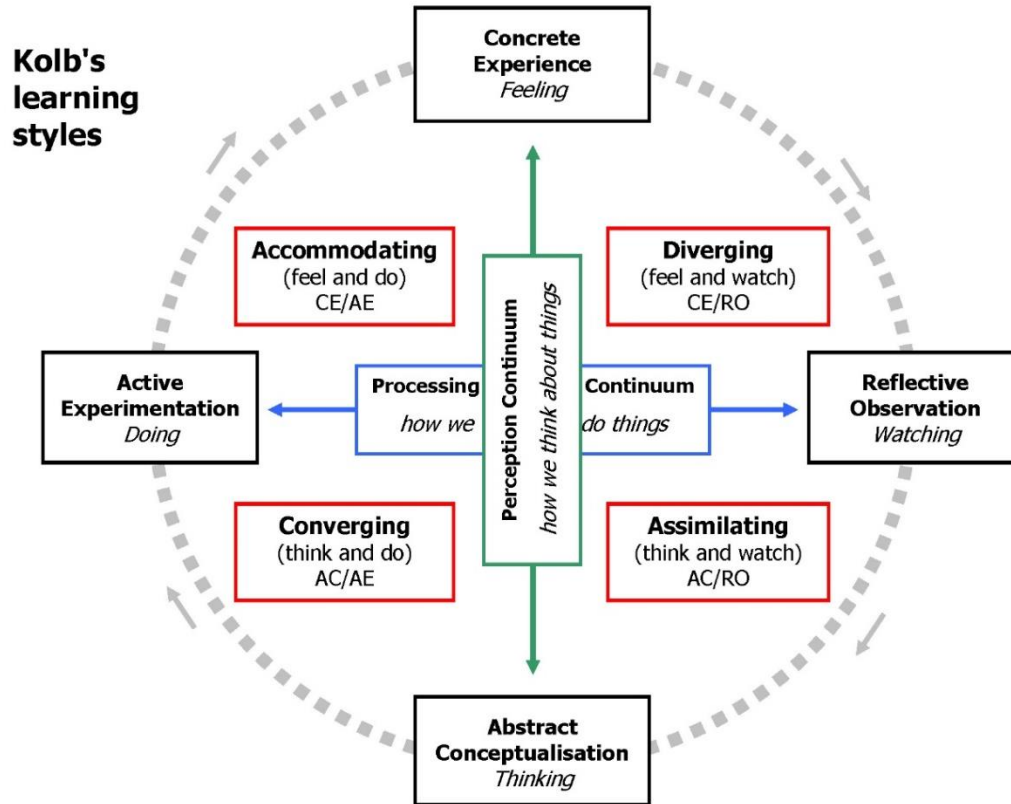 Kolb's
learning
styles
Concrete
Experience
Feeling
Accommodating
(feel and do)
CE/AE
Diverging
(feel and watch)
CE/RO
Active
Experimentation
Doing
Processing Continuum
how we do things
Perception Continuum
how we think about things
Reflective
Observation
Watching
Converging
(think and do)
AC/AE
Assimilating
(think and watch)
AC/RO
Abstract
Conceptualisation
Thinking